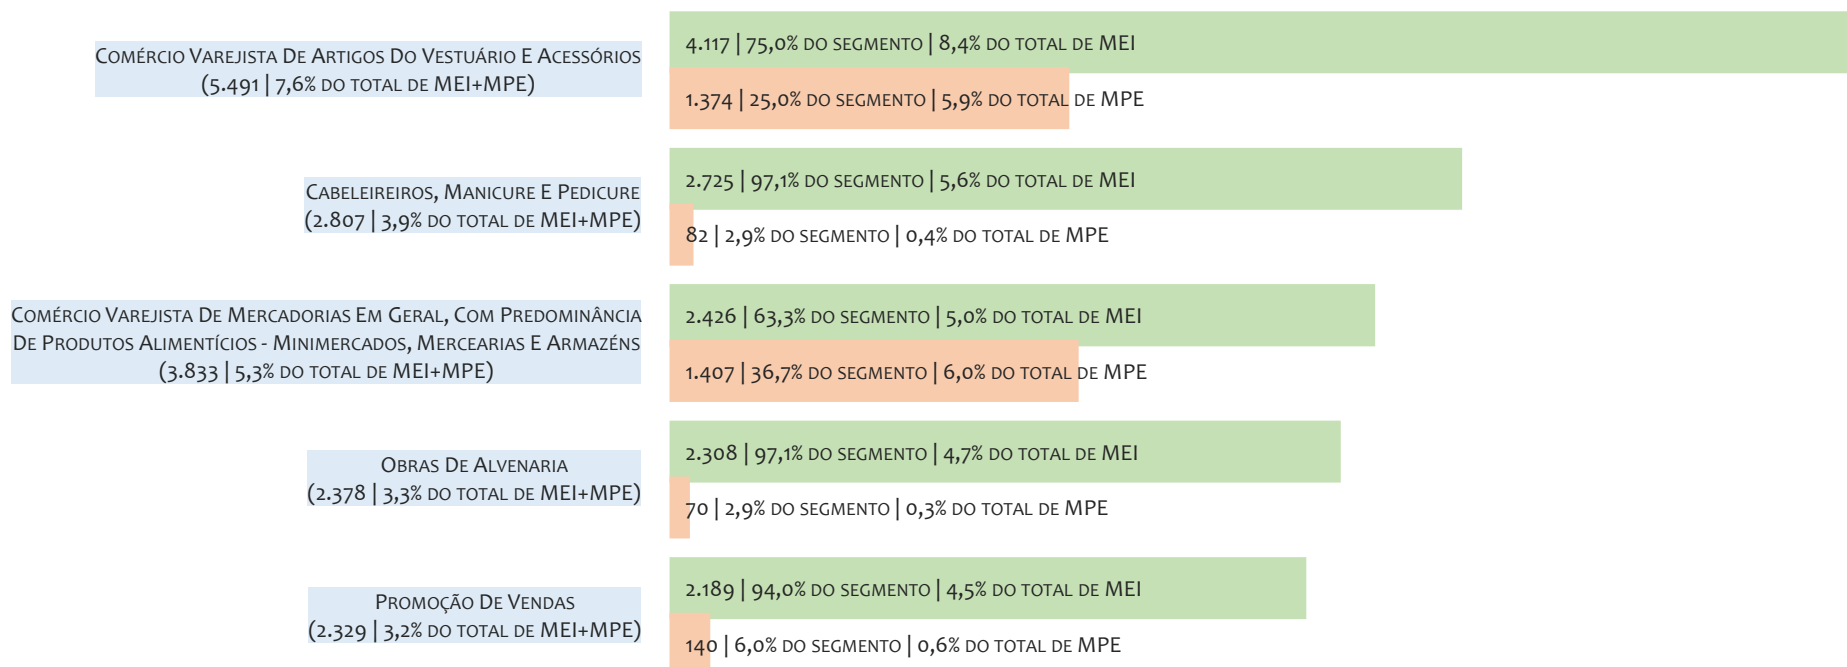 Comércio Varejista De Artigos Do Vestuário E Acessórios
(5.491 | 7,6% do total de MEI+MPE)
4.117 | 75,0% do segmento | 8,4% do total de MEI
1.374 | 25,0% do segmento | 5,9% do total de MPE
Cabeleireiros, Manicure E Pedicure
(2.807 | 3,9% do total de MEI+MPE)
2.725 | 97,1% do segmento | 5,6% do total de MEI
82 | 2,9% do segmento | 0,4% do total de MPE
Comércio Varejista De Mercadorias Em Geral, Com Predominância
De Produtos Alimentícios - Minimercados, Mercearias E Armazéns
(3.833 | 5,3% do total de MEI+MPE)
2.426 | 63,3% do segmento | 5,0% do total de MEI
1.407 | 36,7% do segmento | 6,0% do total de MPE
Obras De Alvenaria
(2.378 | 3,3% do total de MEI+MPE)
2.308 | 97,1% do segmento | 4,7% do total de MEI
70 | 2,9% do segmento | 0,3% do total de MPE
Promoção De Vendas
(2.329 | 3,2% do total de MEI+MPE)
2.189 | 94,0% do segmento | 4,5% do total de MEI
140 | 6,0% do segmento | 0,6% do total de MPE